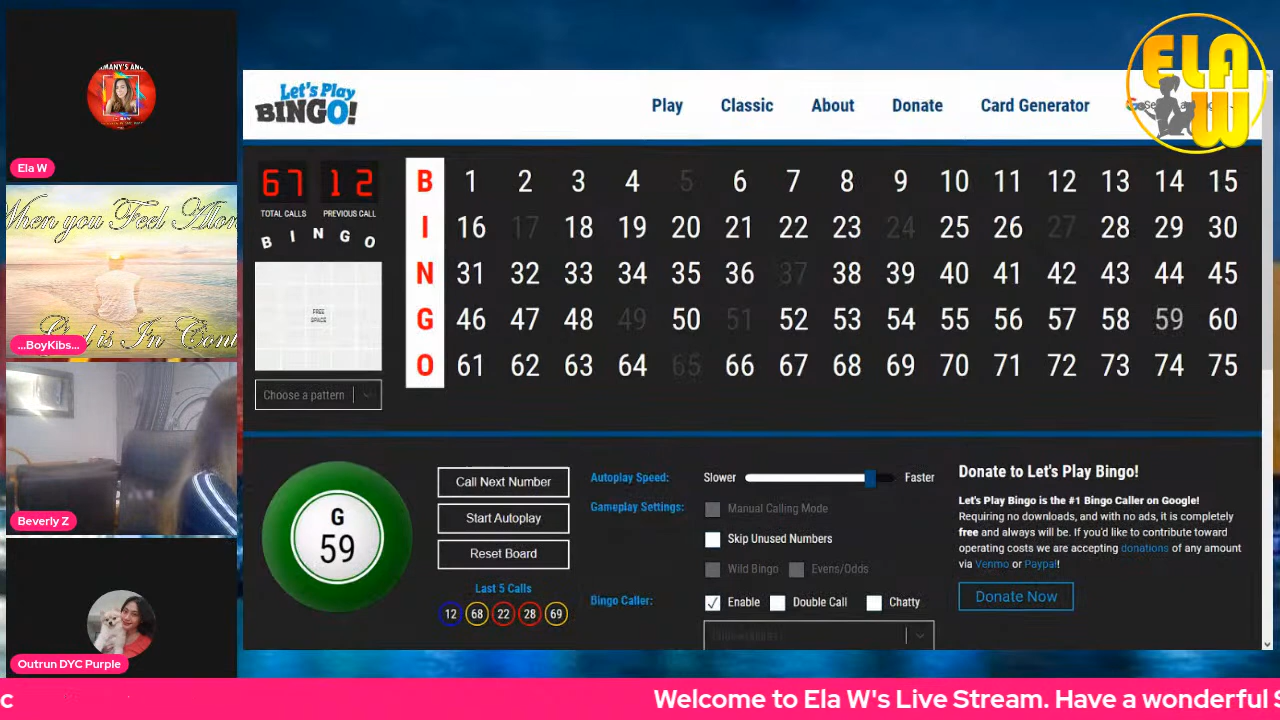 MANY'S AN
Ela W
When you Feel Alon
God is In Cont
...BoyKibs...
Beverly Z
Outrun DYC Purple
ELA
W
Let's Play
BINGO!
Play Classic About Donate Card Generator
67 12
TOTAL CALLS PREVIOUS CALL
B I N G O
FREE
SPACE
Choose a pattern
B 1 2 3 4 5 6 7 8 9 10 11 12 13 14 15
I 16 17 18 19 20 21 22 23 24 25 26 27 28 29 30
N 31 32 33 34 35 36 37 38 39 40 41 42 43 44 45
G 46 47 48 49 50 51 52 53 54 55 56 57 58 59 60
O 61 62 63 64 65 66 67 68 69 70 71 72 73 74 75
G
59
Call Next Number
Start Autoplay
Reset Board
Last 5 Calls
12 68 22 28 69
Autoplay Speed: Slower Faster
Gameplay Settings: Manual Calling Mode
Skip Unused Numbers
Wild Bingo Evens/Odds
Bingo Caller: Enable Double Call Chatty
Donate to Let's Play Bingo!
Let's Play Bingo is the #1 Bingo Caller on Google!
Requiring no downloads, and with no ads, it is completely
free and always will be. If you'd like to contribute toward
operating costs we are accepting donations of any amount
via Venmo or Paypal!
Donate Now
c Welcome to Ela W's Live Stream. Have a wonderful S